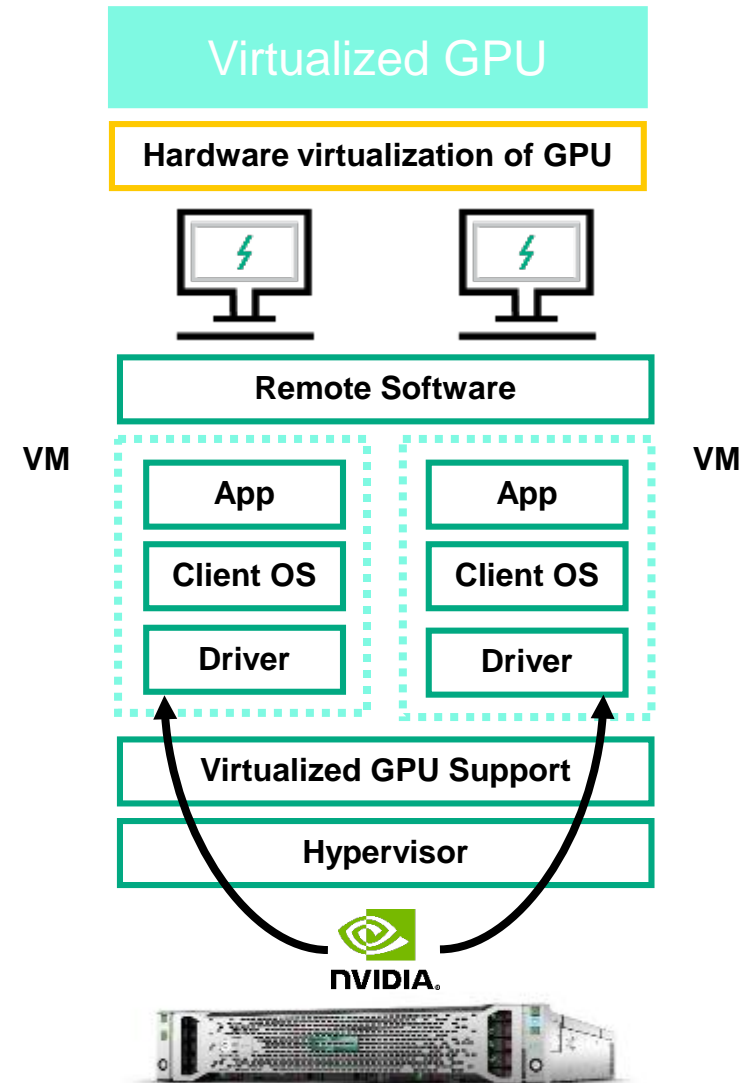 Virtualized GPU
Hardware virtualization of GPU
Remote Software
VM
VM
App
App
Client OS
Client OS
Driver
Driver
Virtualized GPU Support
Hypervisor
NVIDIA.